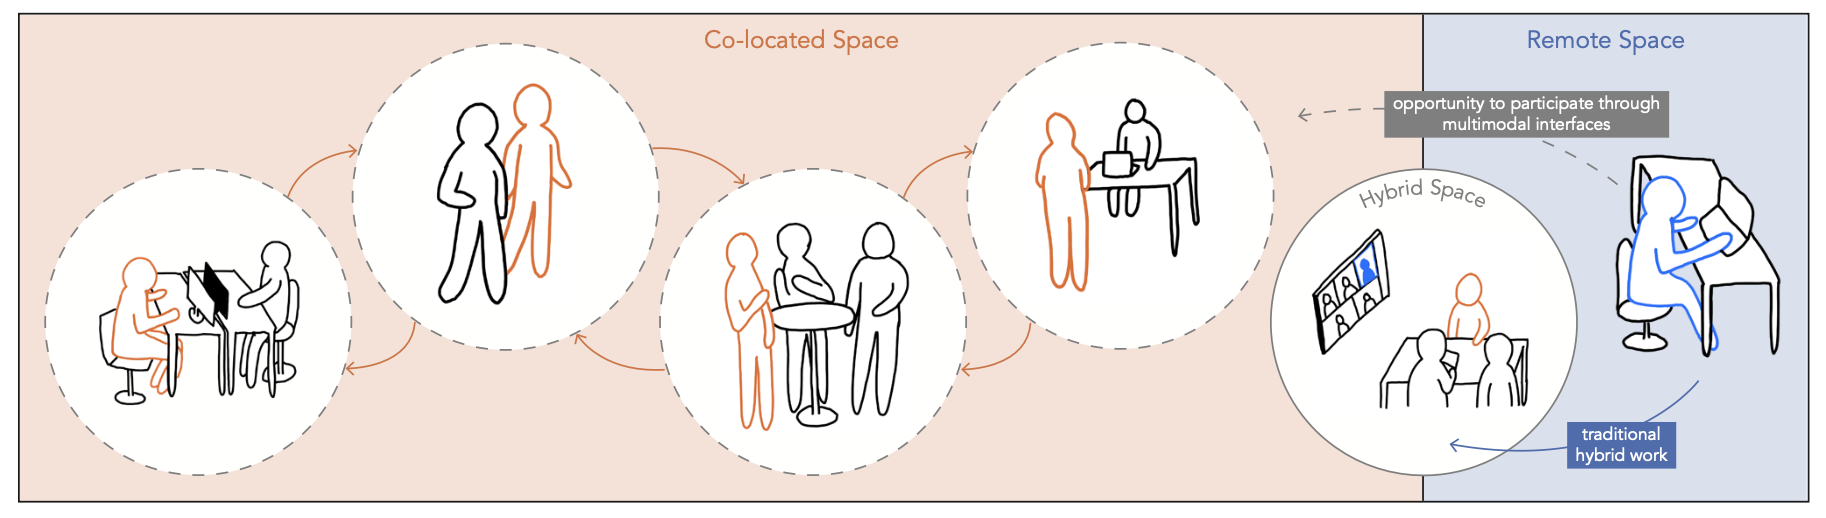 Co-located Space
Remote Space
opportunity to participate through
multimodal interfaces
Hybrid Space
traditional
hybrid work